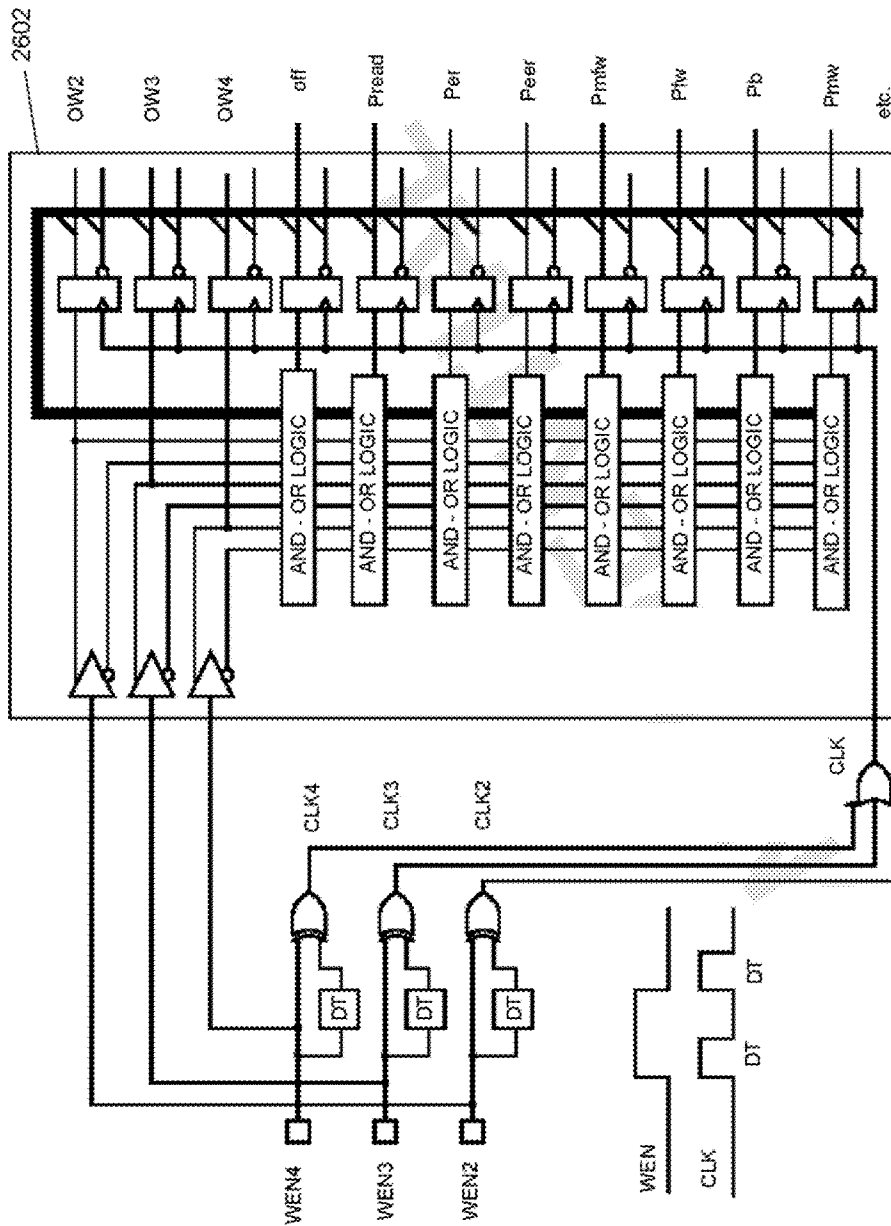 2602
OW2
OW3
OW4
off
Pread
Per
Peer
Pmfw
Pfw
Pb
Pmw
etc.
AND - OR LOGIC
AND - OR LOGIC
AND - OR LOGIC
AND - OR LOGIC
AND - OR LOGIC
AND - OR LOGIC
AND - OR LOGIC
AND - OR LOGIC
CLK4
CLK3
CLK2
CLK
DT
DT
DT
WEN4
WEN3
WEN2
WEN
CLK
DT
DT